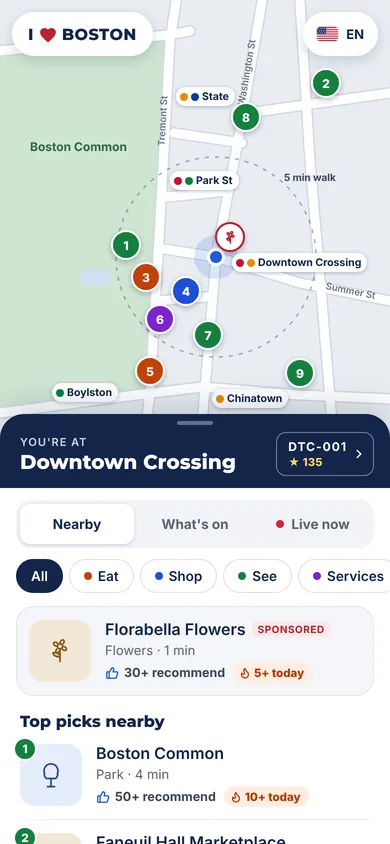 I ❤ BOSTON
EN
Washington St
2
State
8
Tremont St
Boston Common
Park St
5 min walk
1
Downtown Crossing
3
4
Summer St
6
7
5
9
Boylston
Chinatown
YOU'RE AT
Downtown Crossing
DTC-001
★ 135
Nearby
What's on
Live now
All
Eat
Shop
See
Services
Florabella Flowers
SPONSORED
Flowers · 1 min
30+ recommend
5+ today
Top picks nearby
1
Boston Common
Park · 4 min
50+ recommend
10+ today
2
Faneuil Hall Marketplace